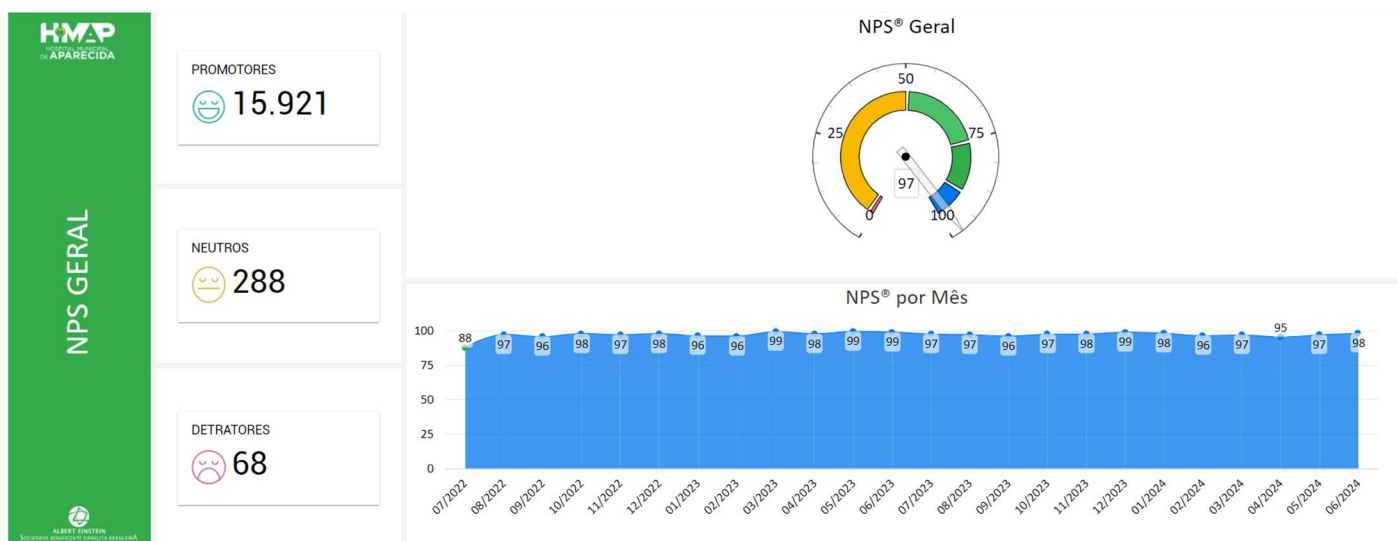 HMAP
HOSPITAL MUNICIPAL
DE APARECIDA
NPS GERAL
ALBERT EINSTEIN
SOCIEDADE BENEFICENTE ISRAELITA BRASILEIRA
PROMOTORES
15.921
NEUTROS
288
DETRATORES
68
NPS® Geral
0
25
50
75
100
97
NPS® por Mês
100
75
50
25
0
88 97 96 98 97 98 96 96 99 98 99 99 97 97 96 97 98 99 98 96 97 95 97 98
07/2022 08/2022 09/2022 10/2022 11/2022 12/2022 01/2023 02/2023 03/2023 04/2023 05/2023 06/2023 07/2023 08/2023 09/2023 10/2023 11/2023 12/2023 01/2024 02/2024 03/2024 04/2024 05/2024 06/2024